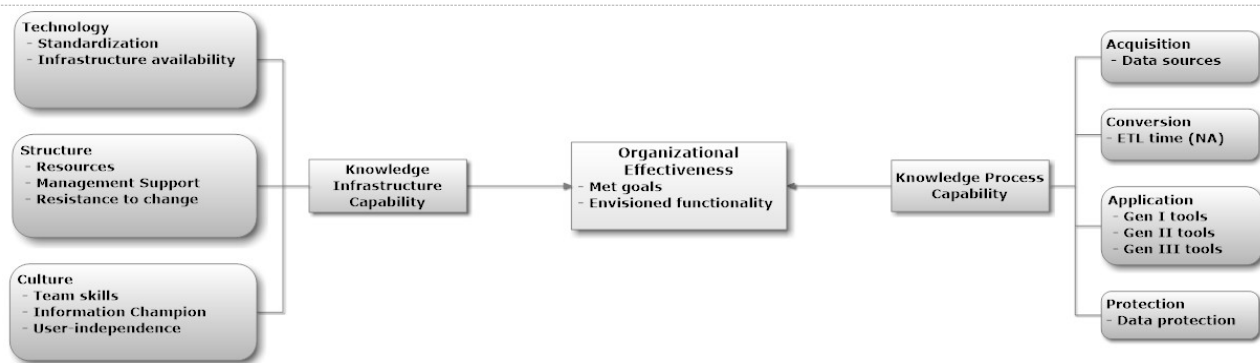 Technology
- Standardization
- Infrastructure availability
Structure
- Resources
- Management Support
- Resistance to change
Culture
- Team skills
- Information Champion
- User-independence
Knowledge
Infrastructure
Capability
Organizational
Effectiveness
- Met goals
- Envisioned functionality
Knowledge Process
Capability
Acquisition
- Data sources
Conversion
- ETL time (NA)
Application
- Gen I tools
- Gen II tools
- Gen III tools
Protection
- Data protection